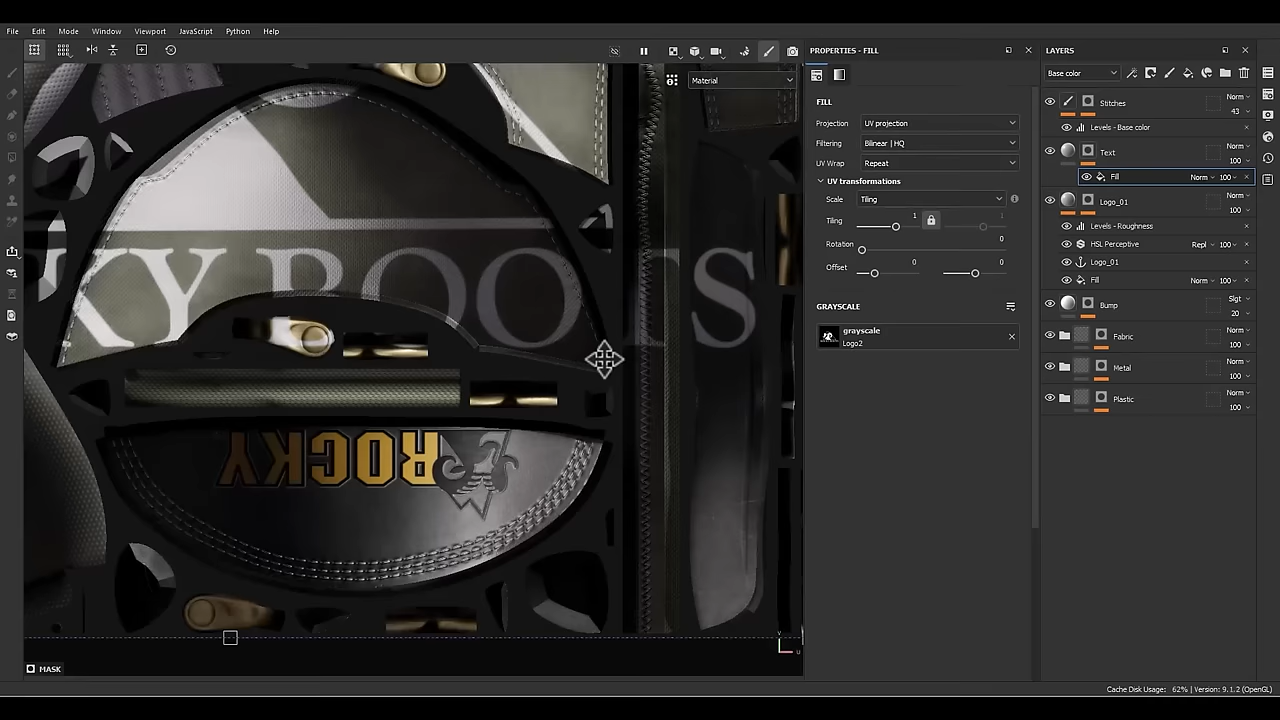 File Edit Mode Window Viewport JavaScript Python Help
PROPERTIES - FILL
LAYERS
Material
Base color
Norm
Stitches
43
Levels - Base color
FILL
Projection UV projection
Filtering Bilinear | HQ
UV Wrap Repeat
UV transformations
Scale Tiling
Tiling 1 1
Rotation 0
Offset 0 0
GRAYSCALE
grayscale
Logo2
Norm
Text
100
Fill Norm 100
Norm
Logo_01
100
Levels - Roughness
HSL Perceptive Repl 100
Logo_01
Fill Norm 100
Slgt
Bump
20
Norm
Fabric
100
Norm
Metal
100
Norm
Plastic
100
KY BOOTS
ROCKY
V
U
MASK
Cache Disk Usage: 62% | Version: 9.1.2 (OpenGL)